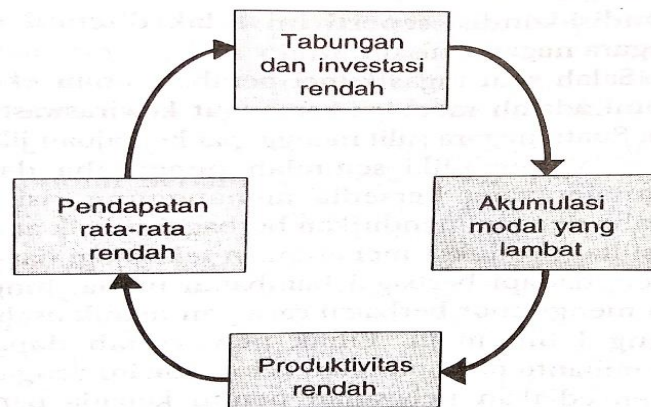 Tabungan
dan investasi
rendah
Akumulasi
modal yang
lambat
Produktivitas
rendah
Pendapatan
rata-rata
rendah